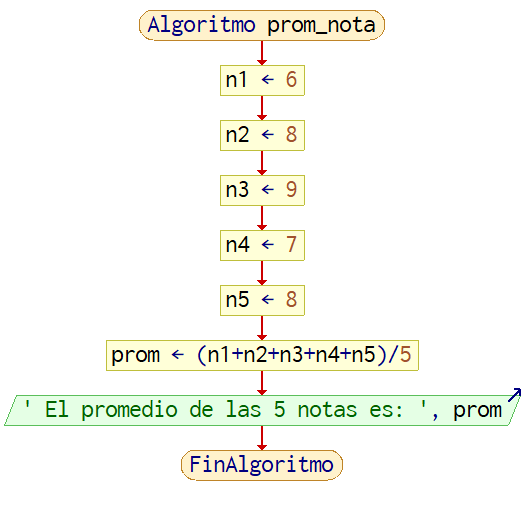 Algoritmo prom_nota
n1 ← 6
n2 ← 8
n3 ← 9
n4 ← 7
n5 ← 8
prom ← (n1+n2+n3+n4+n5)/5
' El promedio de las 5 notas es: ', prom
FinAlgoritmo